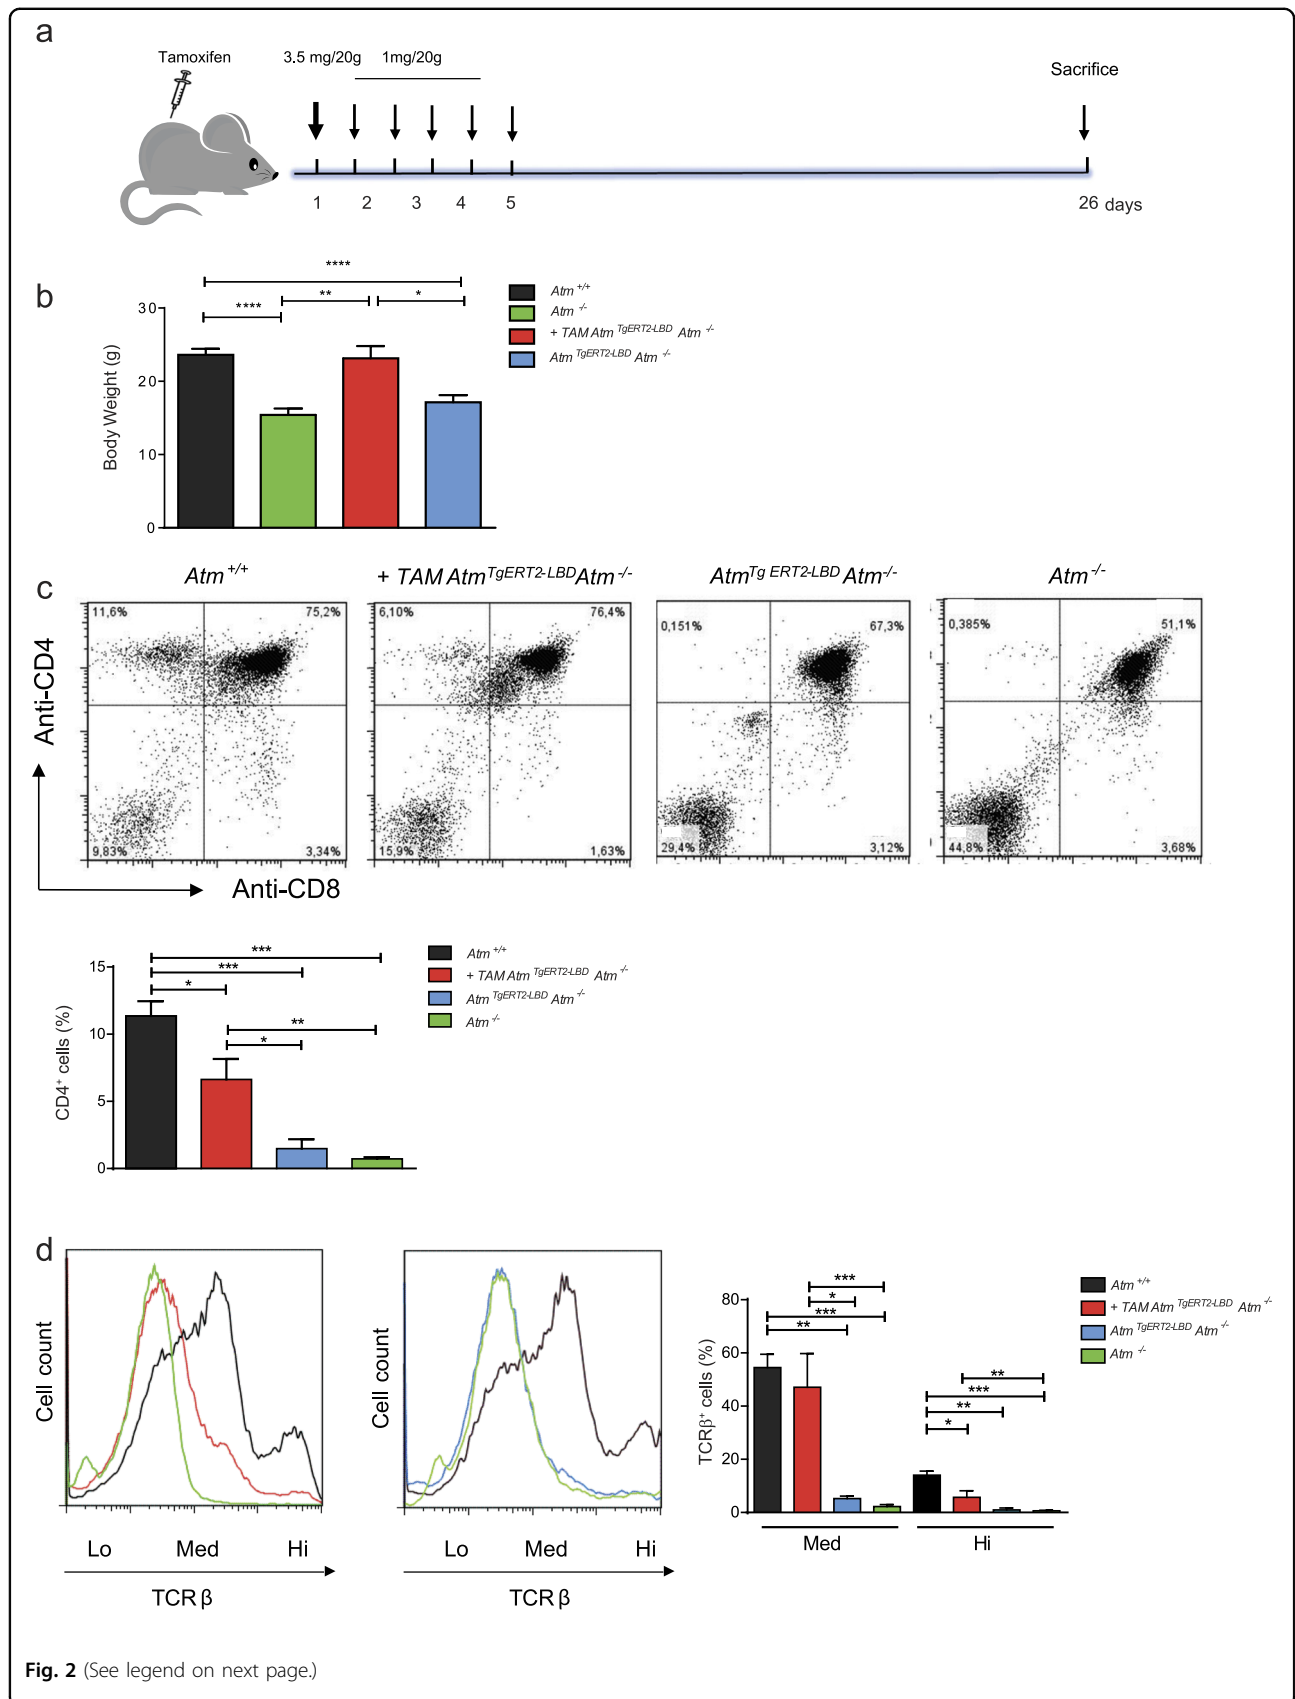 a
Tamoxifen
3.5 mg/20g
1mg/20g
Sacrifice
1 2 3 4 5 26 days
b
****
****
**
*
30
20
10
0
Body Weight (g)
Atm +/+
Atm -/-
+ TAM Atm TgERT2-LBD Atm -/-
Atm TgERT2-LBD Atm -/-
c
Atm +/+
+ TAM Atm TgERT2-LBD Atm -/-
Atm Tg ERT2-LBD Atm -/-
Atm -/-
11,6% 75,2%
9,83% 3,34%
6,10% 76,4%
15,9% 1,63%
0,151% 67,3%
29,4% 3,12%
0,385% 51,1%
44,8% 3,68%
Anti-CD4
Anti-CD8
***
***
*
**
*
15
10
5
0
CD4+ cells (%)
Atm +/+
+ TAM Atm TgERT2-LBD Atm -/-
Atm TgERT2-LBD Atm -/-
Atm -/-
d
Cell count
Lo Med Hi
TCR β
Cell count
Lo Med Hi
TCR β
80
60
40
20
0
TCRβ+ cells (%)
***
*
***
**
**
***
**
*
Med Hi
Atm +/+
+ TAM Atm TgERT2-LBD Atm -/-
Atm TgERT2-LBD Atm -/-
Atm -/-
Fig. 2 (See legend on next page.)